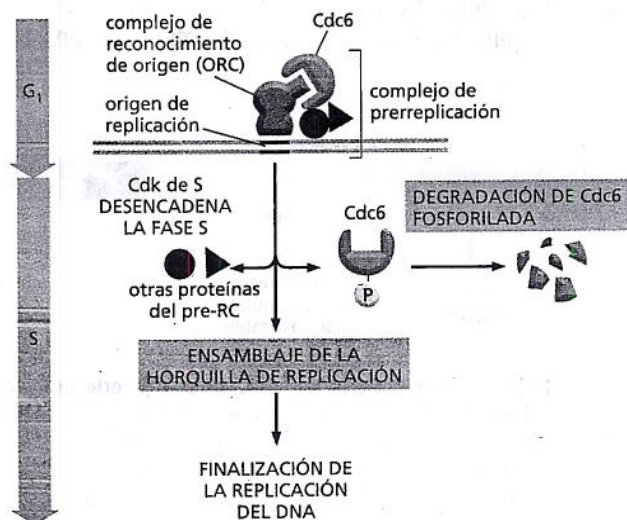 G1
complejo de
reconocimiento
de origen (ORC)
Cdc6
origen de
replicación
complejo de
prerreplicación
Cdk de S
DESENCADENA
LA FASE S
Cdc6
P
DEGRADACIÓN DE Cdc6
FOSFORILADA
otras proteínas
del pre-RC
S
ENSAMBLAJE DE LA
HORQUILLA DE REPLICACIÓN
FINALIZACIÓN DE
LA REPLICACIÓN
DEL DNA